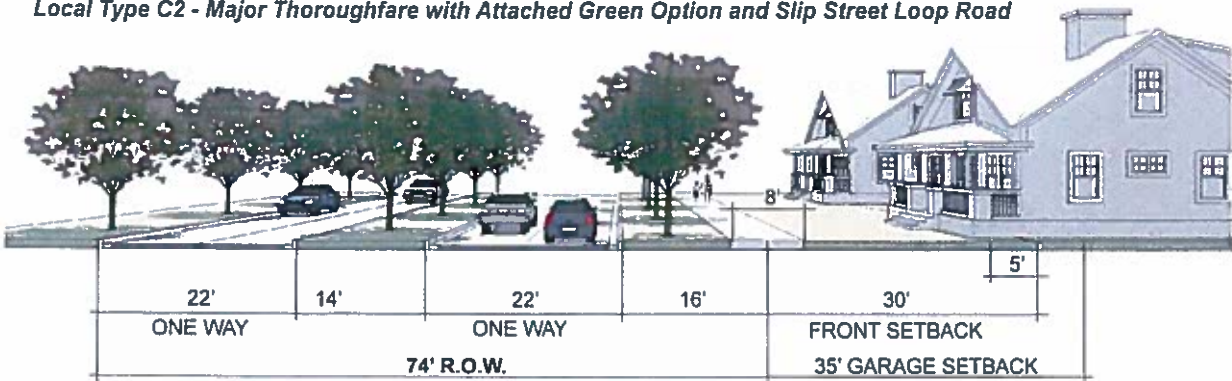 Local Type C2 - Major Thoroughfare with Attached Green Option and Slip Street Loop Road
8'
5'
22' 14' 22' 16' 30'
ONE WAY ONE WAY FRONT SETBACK
74' R.O.W. 35' GARAGE SETBACK